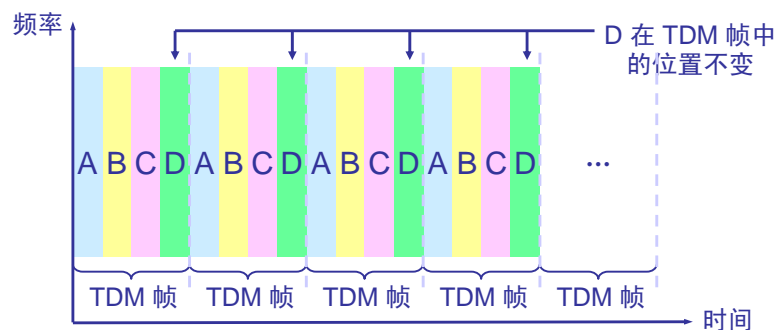 频率
D 在 TDM 帧中
的位置不变
A B C D A B C D A B C D A B C D ...
TDM 帧 TDM 帧 TDM 帧 TDM 帧 TDM 帧
时间